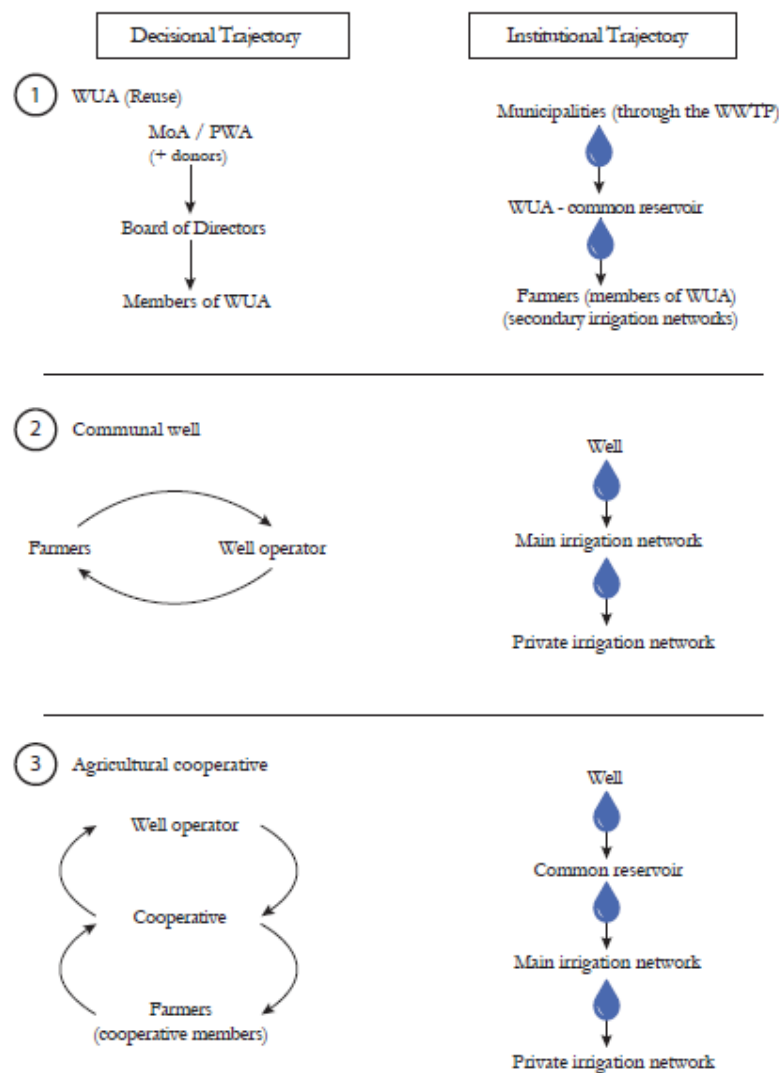 Decisional Trajectory
Institutional Trajectory
1 WUA (Reuse)
MoA / PWA
(+ donors)
Board of Directors
Members of WUA
Municipalities (through the WWTP)
WUA - common reservoir
Farmers (members of WUA)
(secondary irrigation networks)
2 Communal well
Farmers
Well operator
Well
Main irrigation network
Private irrigation network
3 Agricultural cooperative
Well operator
Cooperative
Farmers
(cooperative members)
Well
Common reservoir
Main irrigation network
Private irrigation network